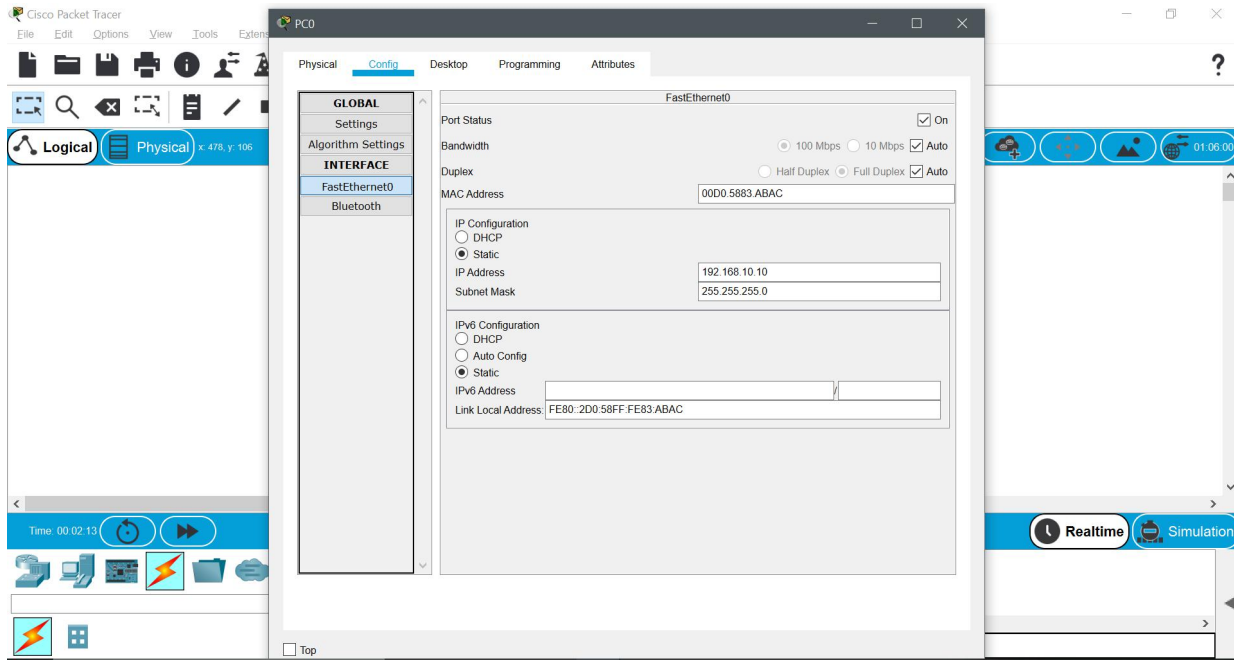 Cisco Packet Tracer
File Edit Options View Tools
?
Logical
Physical
x: 478, y: 106
01:06:00
PC0
Physical Config Desktop Programming Attributes
GLOBAL
Settings
Algorithm Settings
INTERFACE
FastEthernet0
Bluetooth
FastEthernet0
Port Status On
Bandwidth 100 Mbps 10 Mbps Auto
Duplex Half Duplex Full Duplex Auto
MAC Address 00D0.5883.ABAC
IP Configuration
DHCP
Static
IP Address 192.168.10.10
Subnet Mask 255.255.255.0
IPv6 Configuration
DHCP
Auto Config
Static
IPv6 Address /
Link Local Address: FE80::2D0:58FF:FE83:ABAC
Time: 00:02:13
Realtime
Simulation
Top